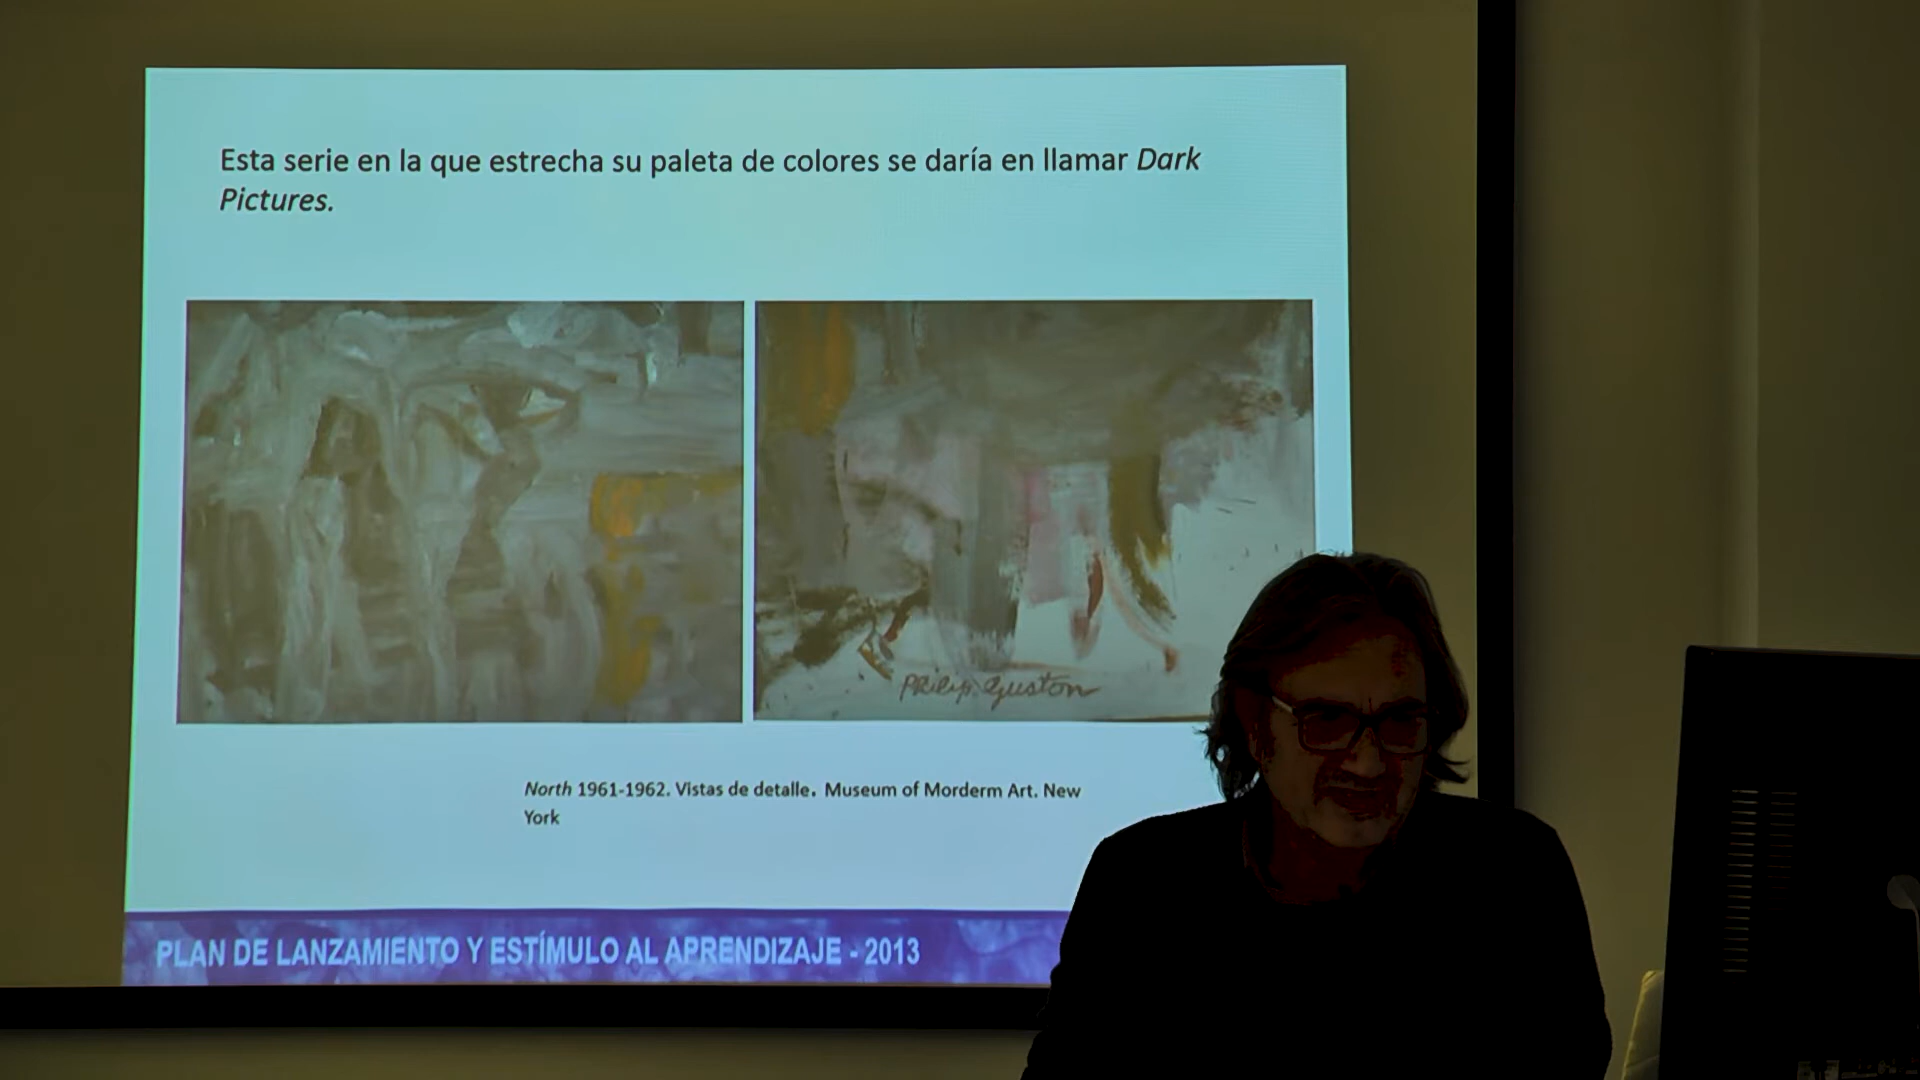 Esta serie en la que estrecha su paleta de colores se daría en llamar Dark
Pictures.
Philip Guston
North 1961-1962. Vistas de detalle. Museum of Morderm Art. New
York
PLAN DE LANZAMIENTO Y ESTÍMULO AL APRENDIZAJE - 2013